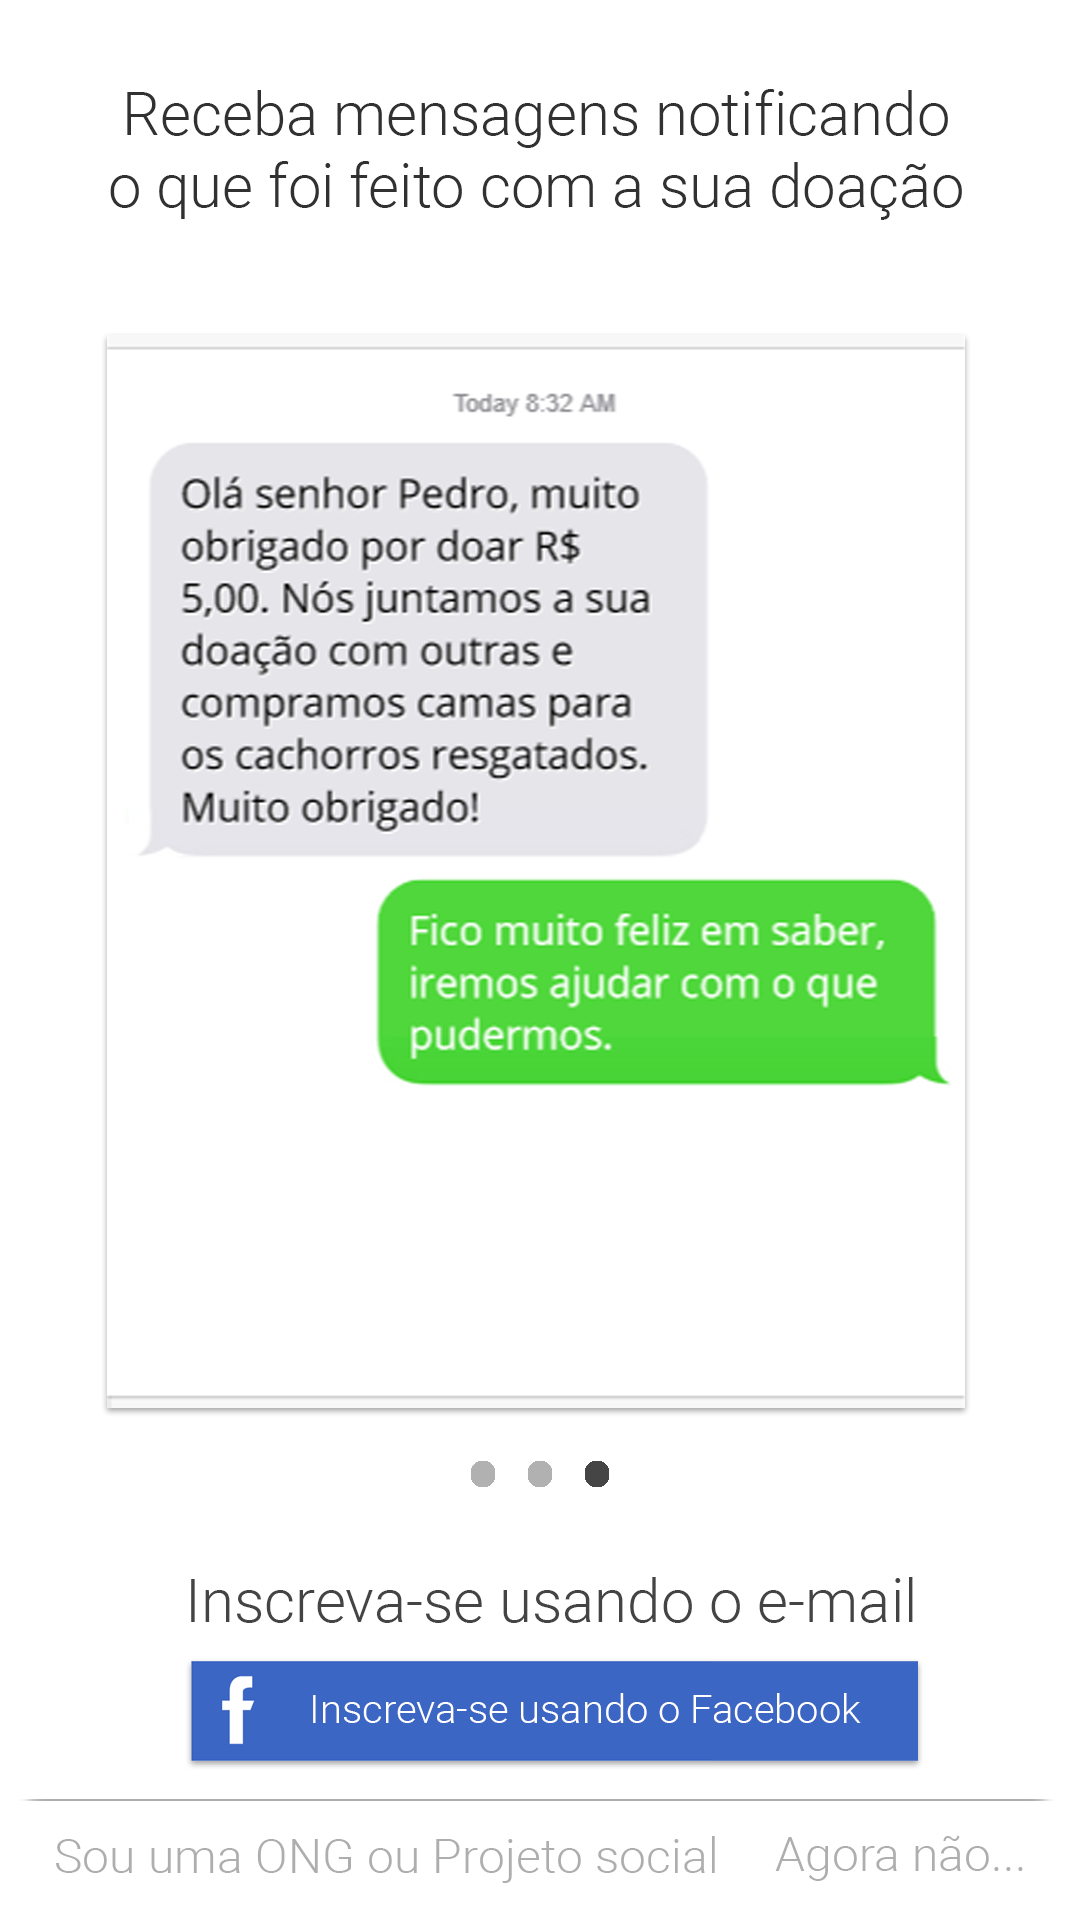 Receba mensagens notificando
o que foi feito com a sua doação
Today 8:32 AM
Olá senhor Pedro, muito
obrigado por doar R$
5,00. Nós juntamos a sua
doação com outras e
compramos camas para
os cachorros resgatados.
Muito obrigado!
Fico muito feliz em saber,
iremos ajudar com o que
pudermos.
Inscreva-se usando o e-mail
f Inscreva-se usando o Facebook
Sou uma ONG ou Projeto social Agora não...